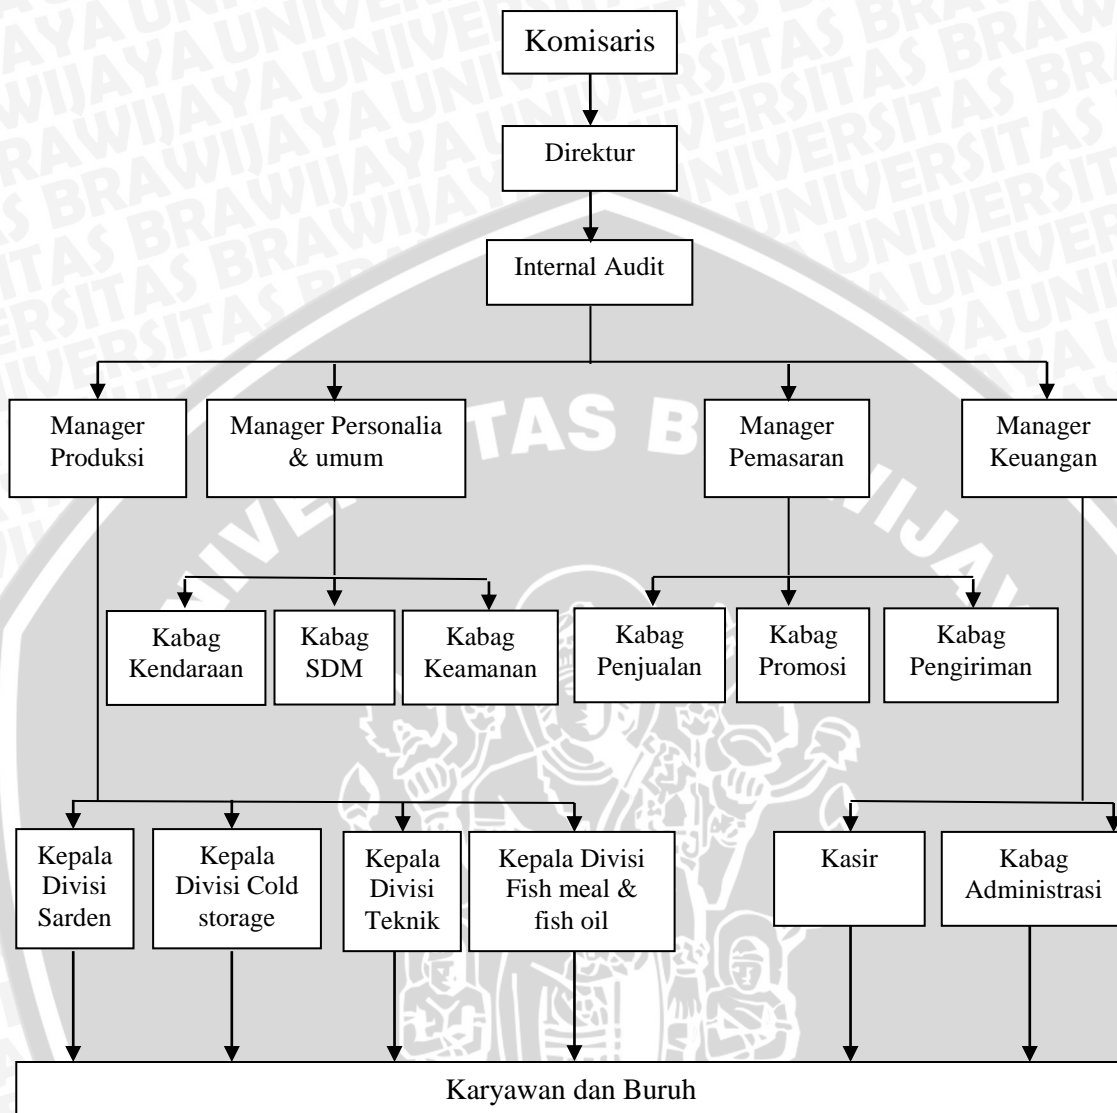 Komisaris
Direktur
Internal Audit
Manager
Produksi
Manager Personalia
& umum
Manager
Pemasaran
Manager
Keuangan
Kabag
Kendaraan
Kabag
SDM
Kabag
Keamanan
Kabag
Penjualan
Kabag
Promosi
Kabag
Pengiriman
Kepala
Divisi
Sarden
Kepala
Divisi Cold
storage
Kepala
Divisi
Teknik
Kepala Divisi
Fish meal &
fish oil
Kasir
Kabag
Administrasi
Karyawan dan Buruh